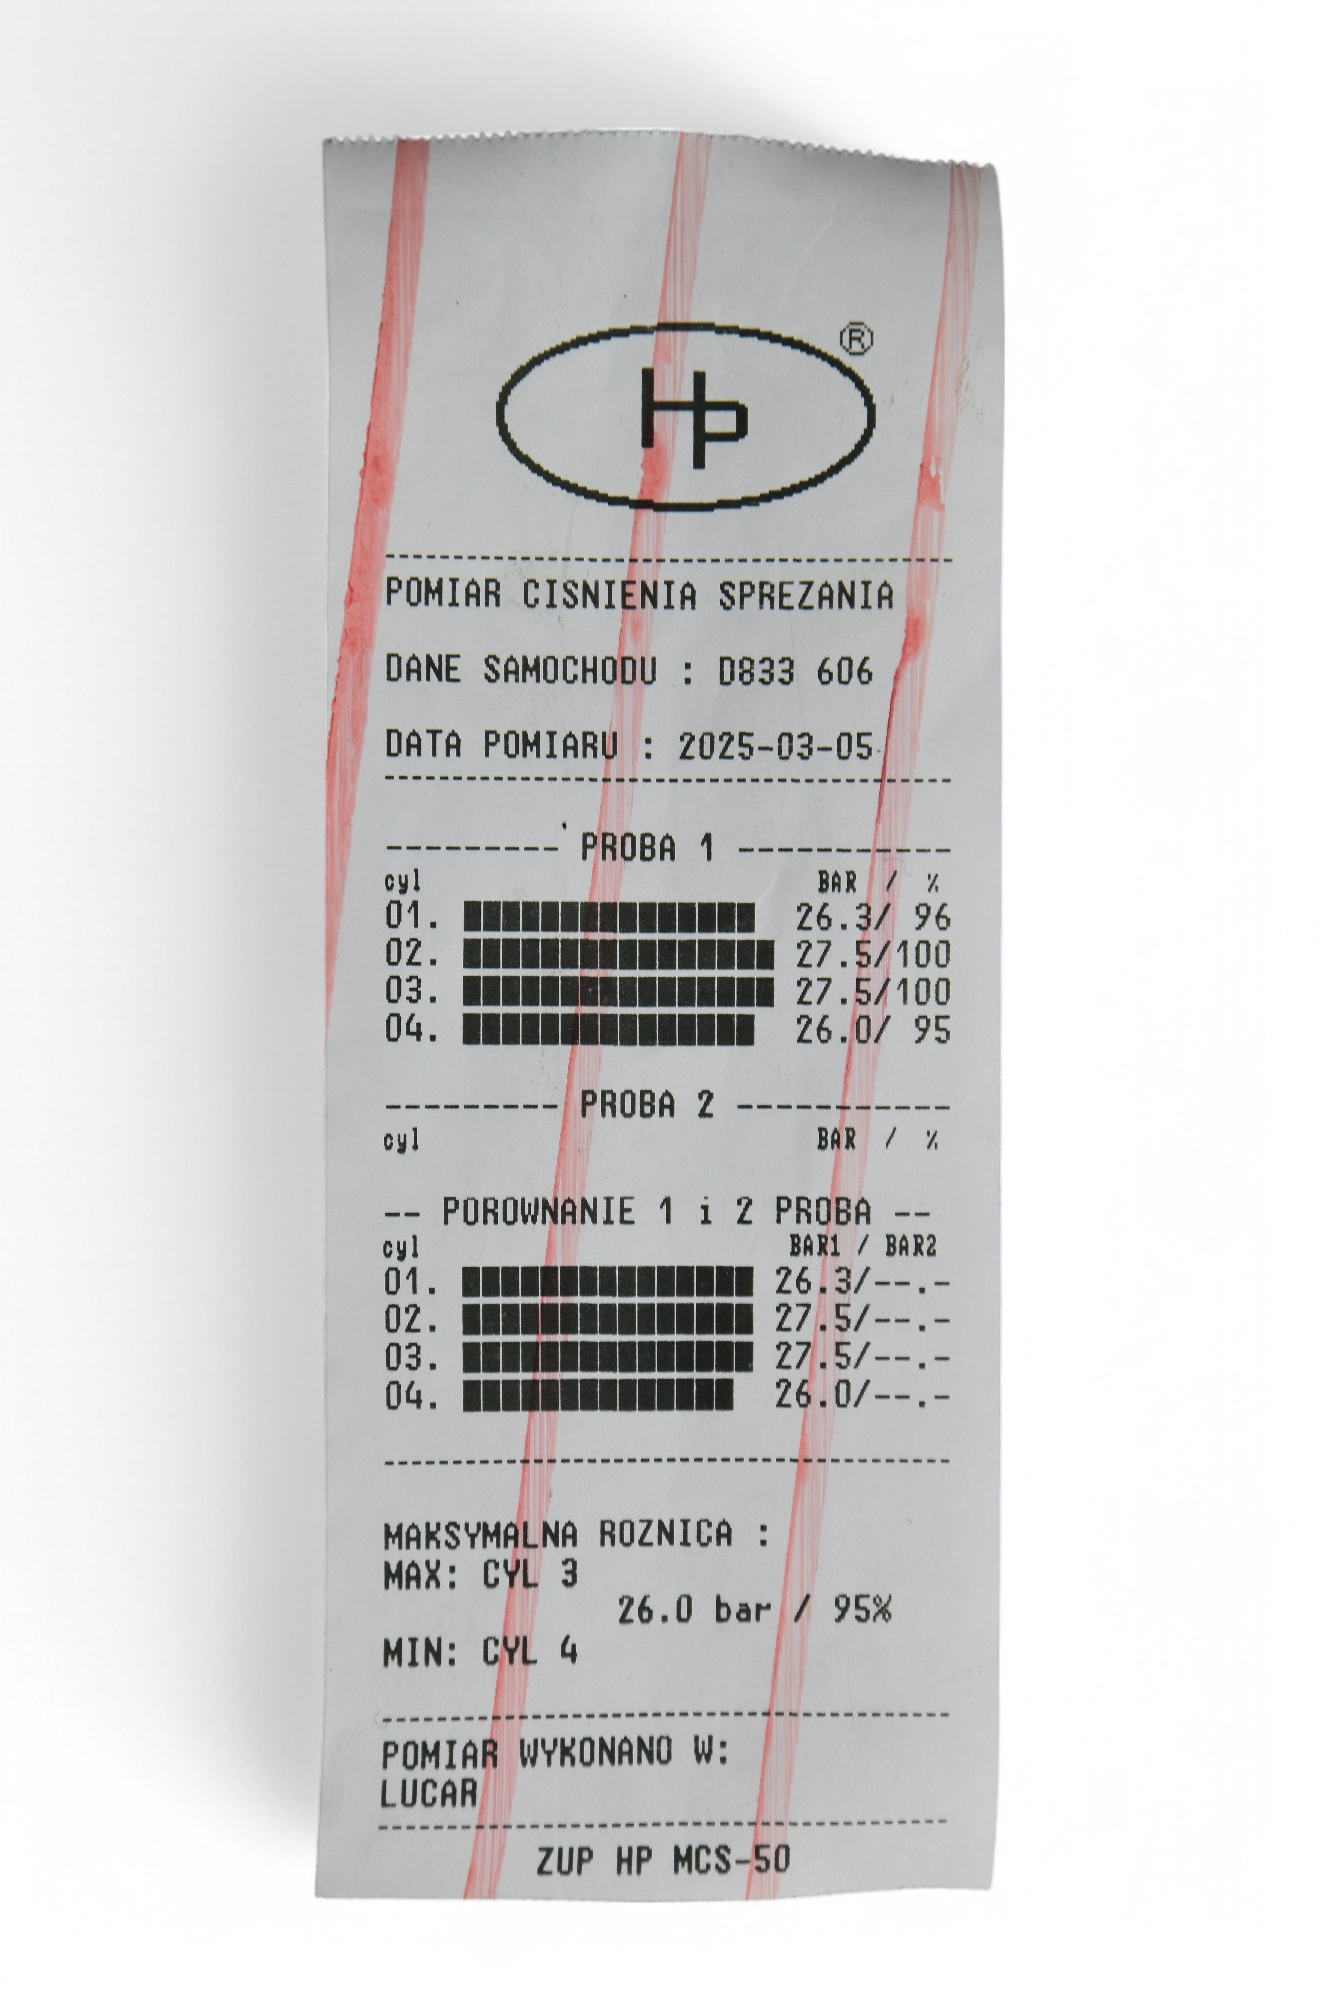 HP ®
POMIAR CISNIENIA SPREZANIA
DANE SAMOCHODU : D833 606
DATA POMIARU : 2025-03-05
--------- PROBA 1 -----------
cyl BAR / %
01. 26.3/ 96
02. 27.5/100
03. 27.5/100
04. 26.0/ 95
--------- PROBA 2 -----------
cyl BAR / %
-- POROWNANIE 1 i 2 PROBA --
cyl BAR1 / BAR2
01. 26.3/--.-
02. 27.5/--.-
03. 27.5/--.-
04. 26.0/--.-
MAKSYMALNA ROZNICA :
MAX: CYL 3
26.0 bar / 95%
MIN: CYL 4
POMIAR WYKONANO W:
LUCAR
ZUP HP MCS-50